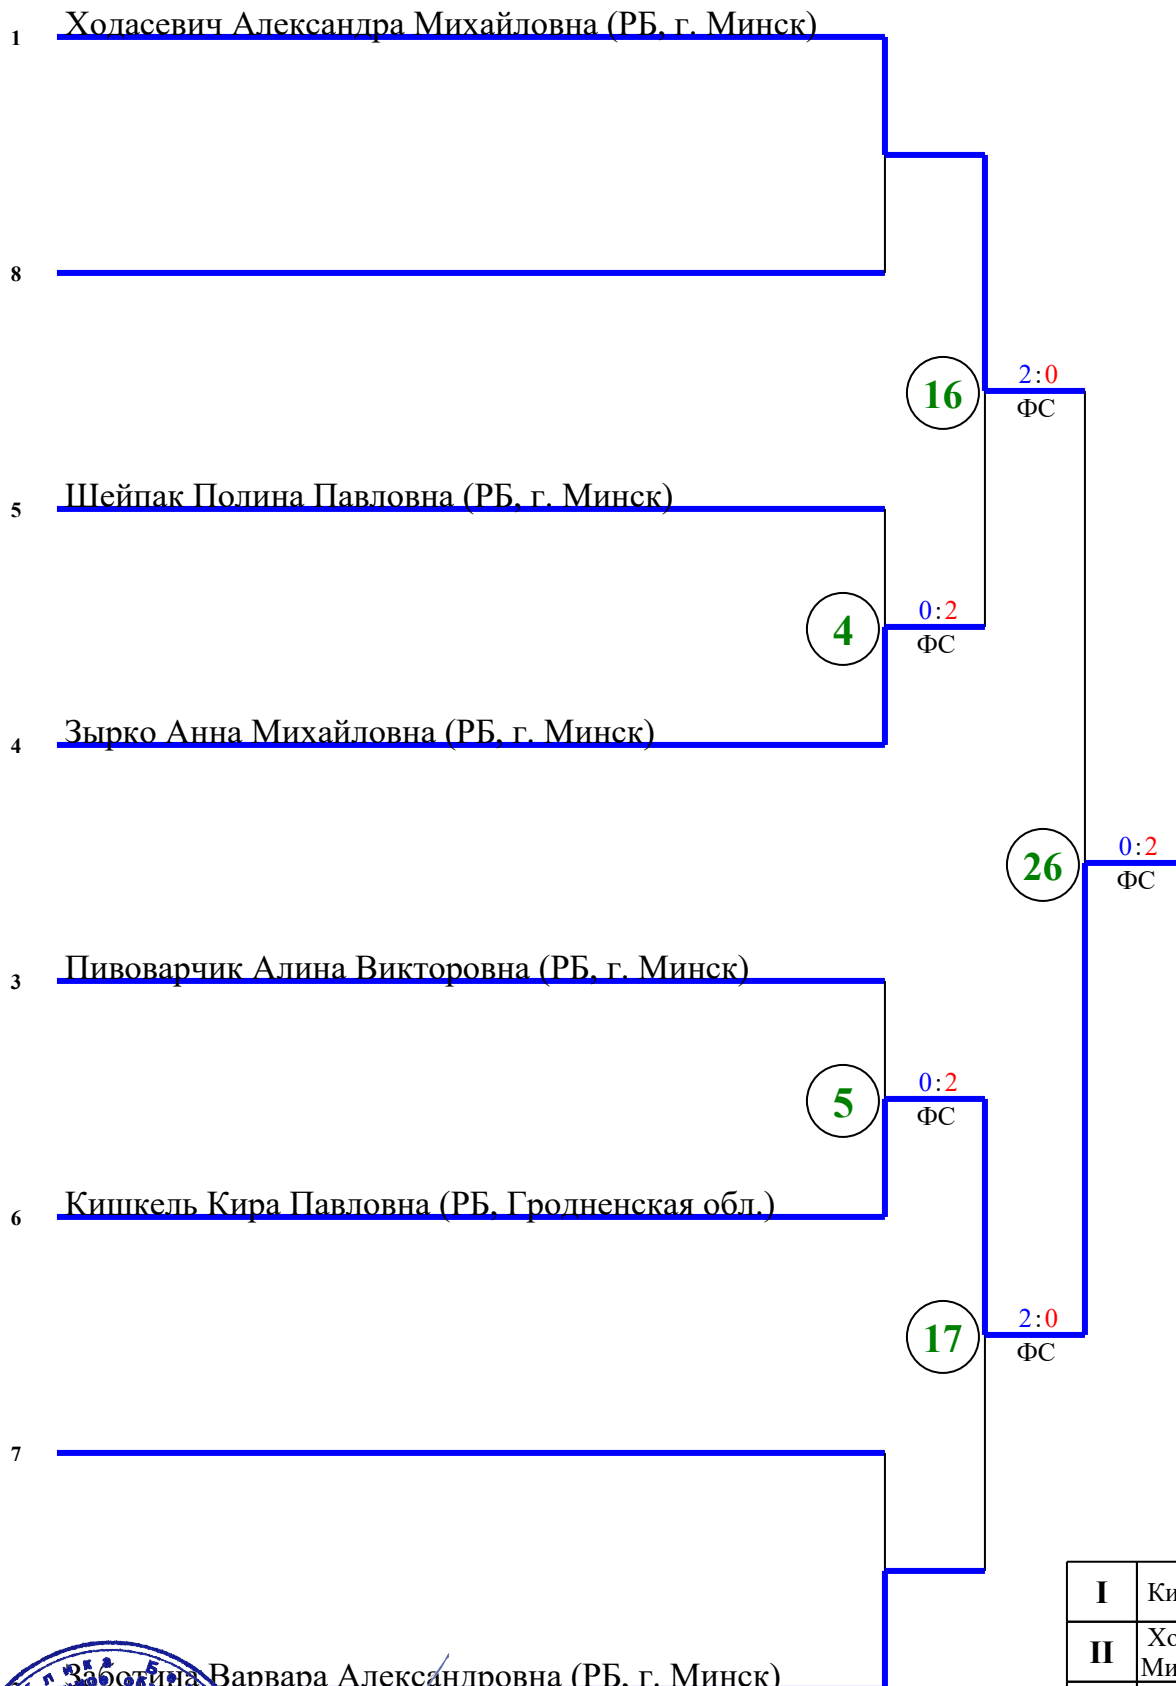 1 Ходасевич Александра Михайловна (РБ, г. Минск)
8
16 2:0
ФС
5 Шейпак Полина Павловна (РБ, г. Минск)
4 0:2
ФС
4 Зырко Анна Михайловна (РБ, г. Минск)
26 0:2
ФС
3 Пивоварчик Алина Викторовна (РБ, г. Минск)
5 0:2
ФС
6 Кишкель Кира Павловна (РБ, Гродненская обл.)
17 2:0
ФС
7
I Ки
II Хо
Ми
Заботина Варвара Александровна (РБ, г. Минск)